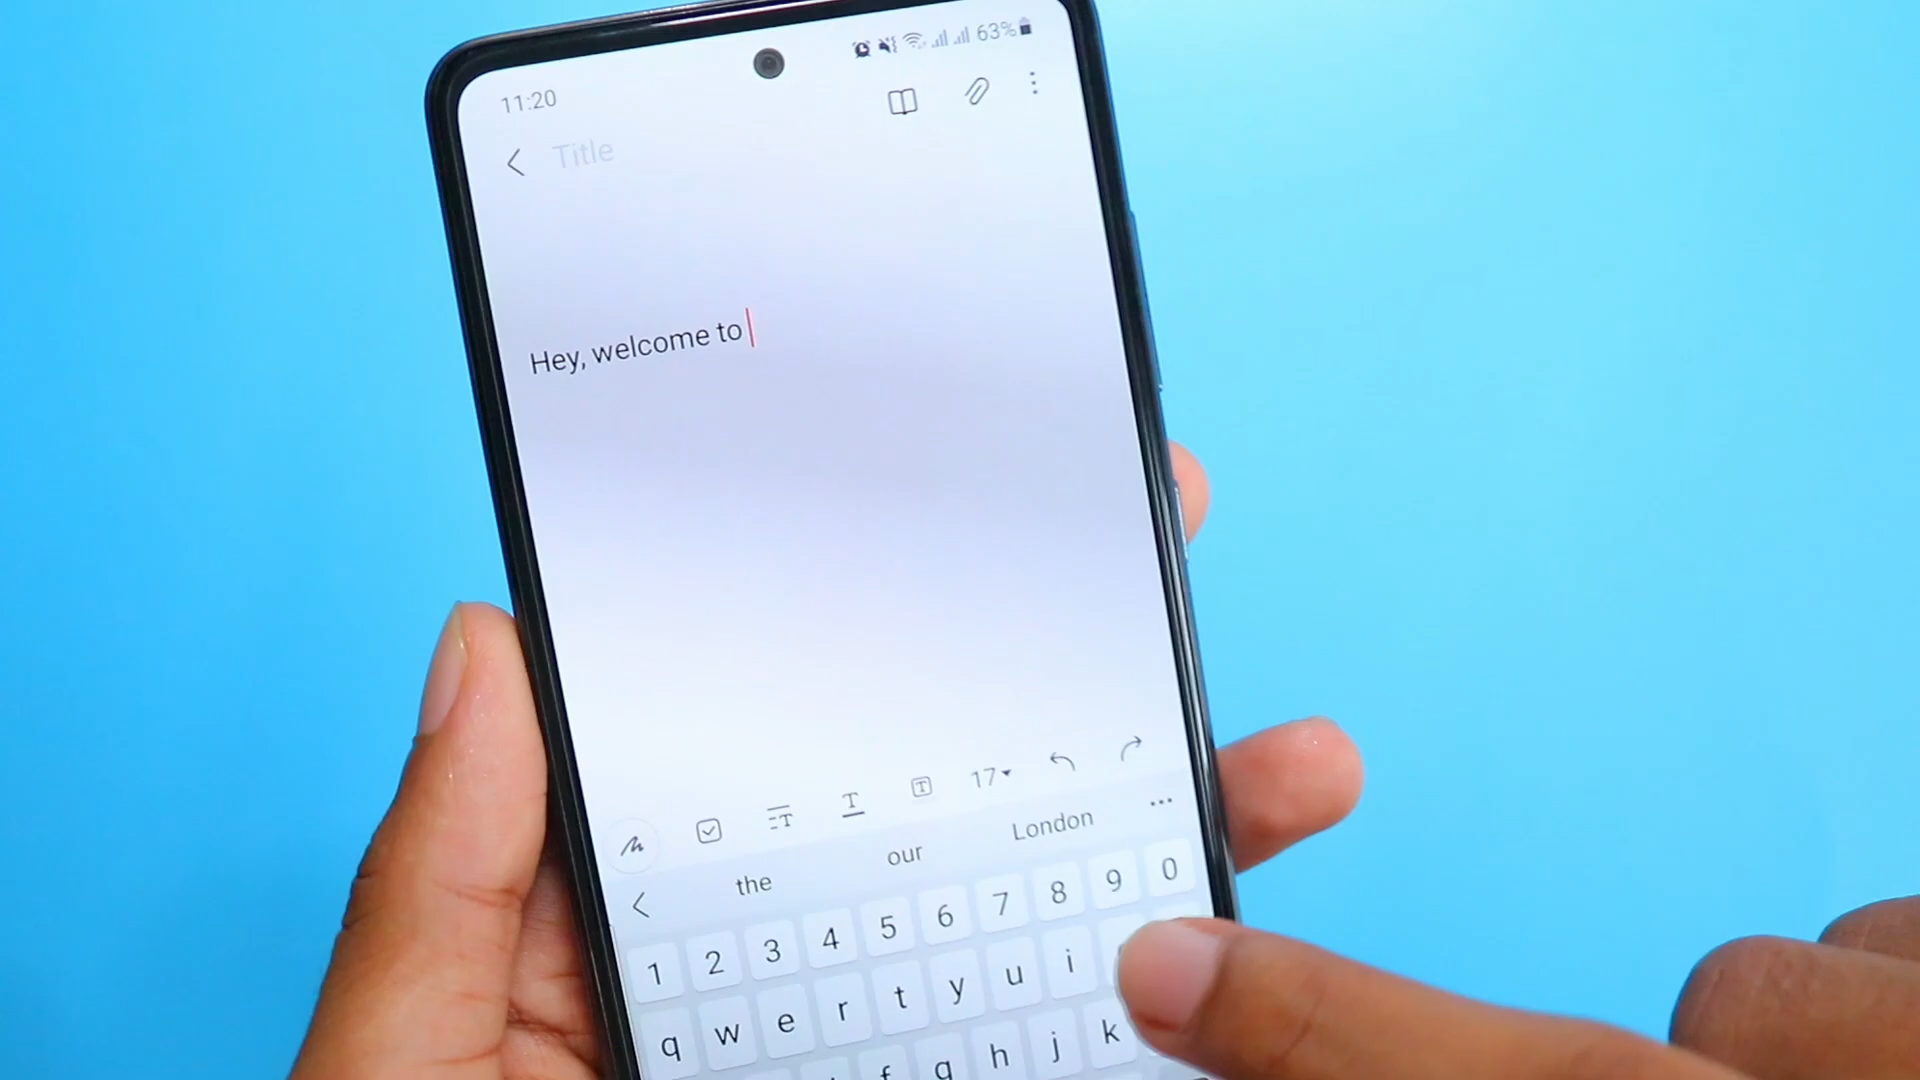 11:20
63%
Title
Hey, welcome to
17
the our London
1 2 3 4 5 6 7 8 9 0
q w e r t y u i
f g h j k